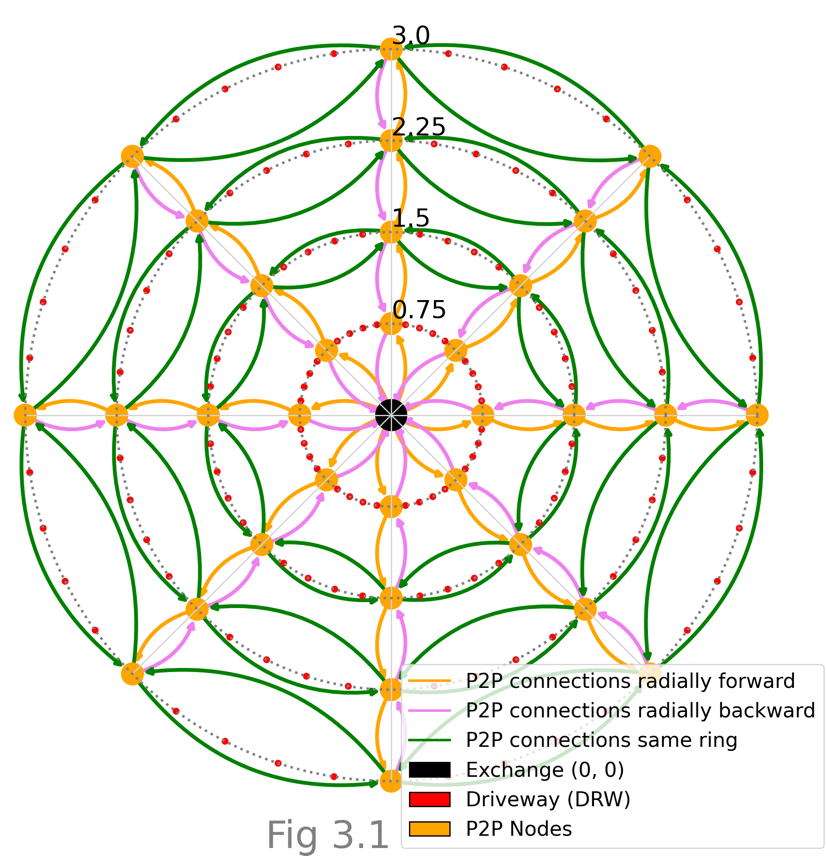 3.0
2.25
1.5
0.75
P2P connections radially forward
P2P connections radially backward
P2P connections same ring
Exchange (0, 0)
Driveway (DRW)
P2P Nodes
Fig 3.1